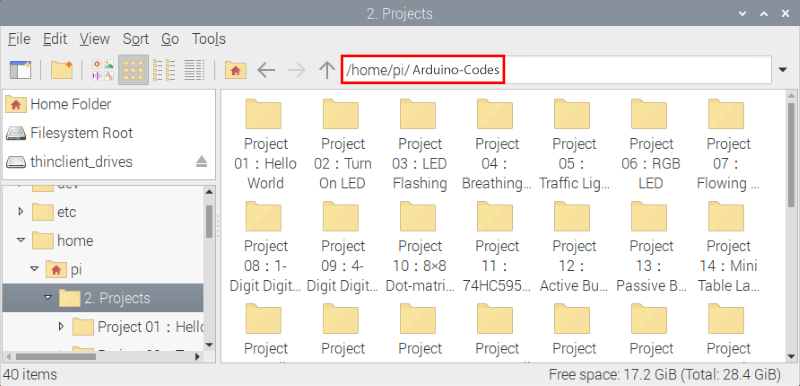 2. Projects
File Edit View Sort Go Tools
/home/pi/ Arduino-Codes
Home Folder
Filesystem Root
thinclient_drives
etc
home
pi
2. Projects
Project 01 : Hello
Project
01 : Hello
World
Project
02 : Turn
On LED
Project
03 : LED
Flashing
Project
04 :
Breathing...
Project
05 :
Traffic Lig...
Project
06 : RGB
LED
Project
07 :
Flowing ...
Project
08 : 1-
Digit Digit...
Project
09 : 4-
Digit Digit...
Project
10 : 8×8
Dot-matri...
Project
11 :
74HC595...
Project
12 :
Active Bu...
Project
13 :
Passive B...
Project
14 : Mini
Table La...
Project
Project
Project
Project
Project
Project
Project
40 items
Free space: 17.2 GiB (Total: 28.4 GiB)